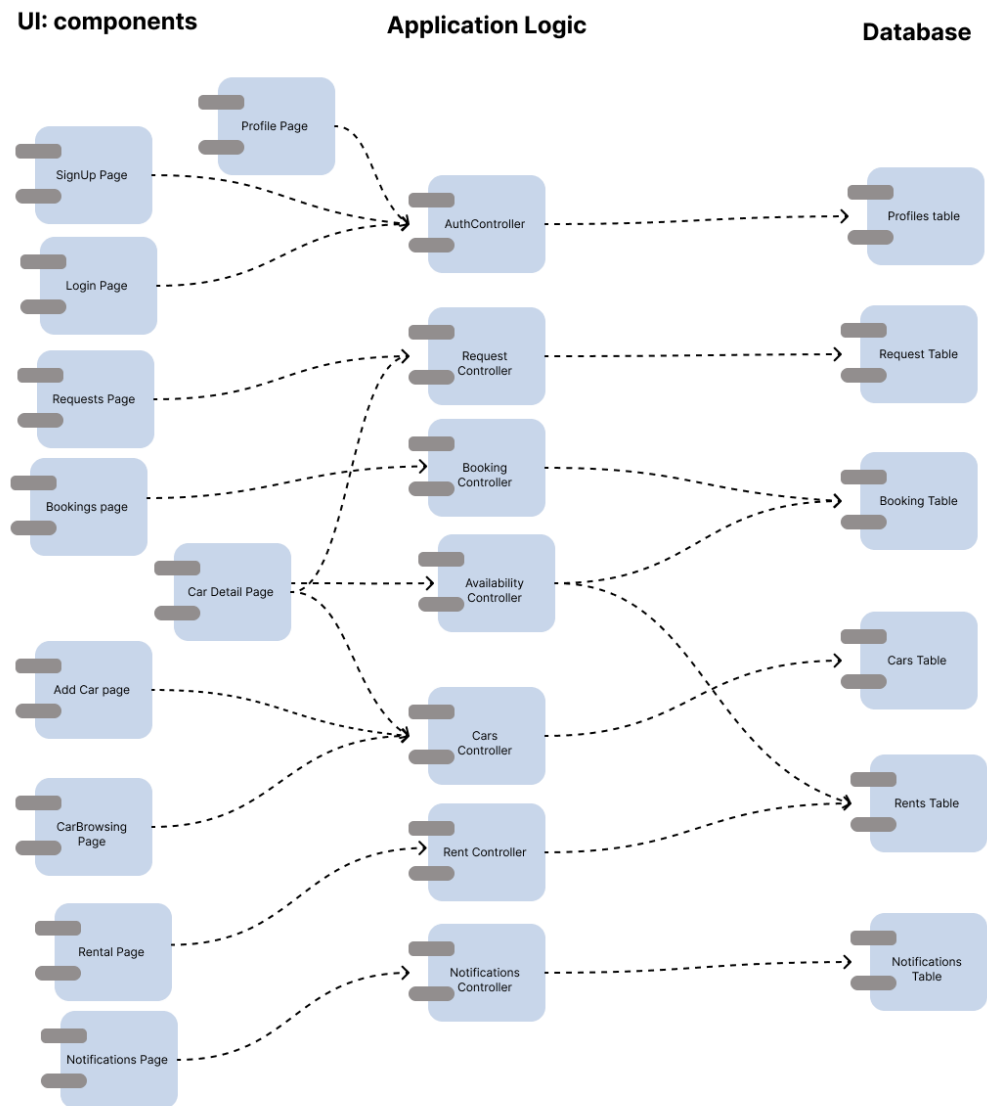 UI: components
Application Logic
Database
Profile Page
SignUp Page
AuthController
Profiles table
Login Page
Request
Controller
Request Table
Requests Page
Booking
Controller
Booking Table
Bookings page
Availability
Controller
Car Detail Page
Cars Table
Add Car page
Cars
Controller
Rents Table
CarBrowsing
Page
Rent Controller
Rental Page
Notifications
Controller
Notifications
Table
Notifications Page